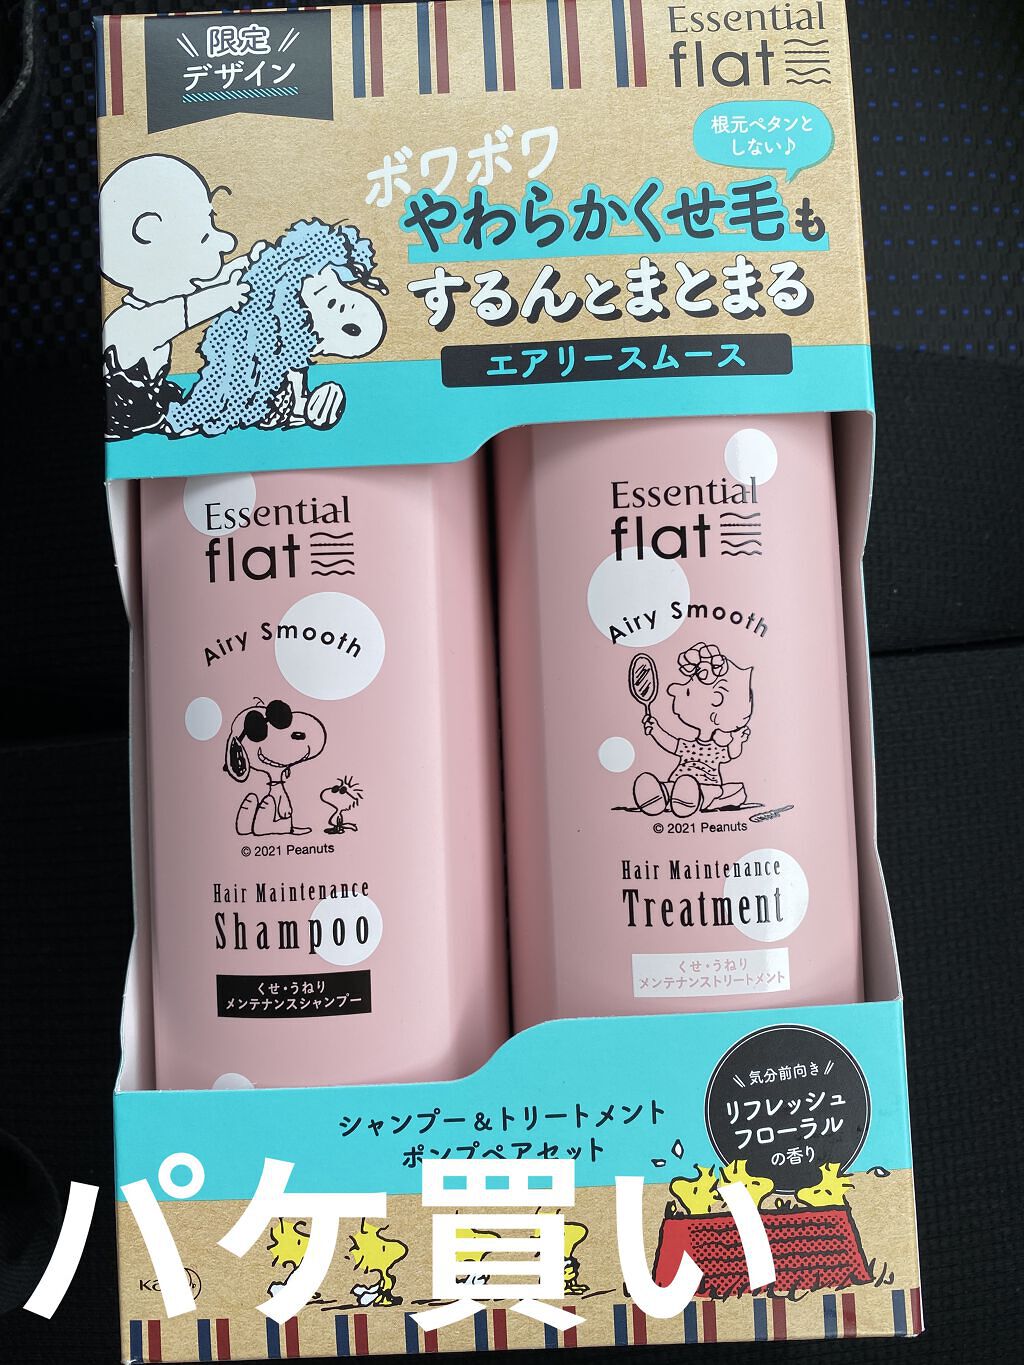 限定
デザイン
Essential
flat
根元ペタンと
しない♪
ボワボワ
やわらかくせ毛も
するんとまとまる
エアリースムース
Essential
flat
Airy Smooth
© 2021 Peanuts
Hair Maintenance
Shampoo
くせ・うねり
メンテナンスシャンプー
Essential
flat
Airy Smooth
© 2021 Peanuts
Hair Maintenance
Treatment
くせ・うねり
メンテナンストリートメント
気分前向き
リフレッシュ
フローラル
の香り
シャンプー&トリートメント
ポンプペアセット
パケ買い